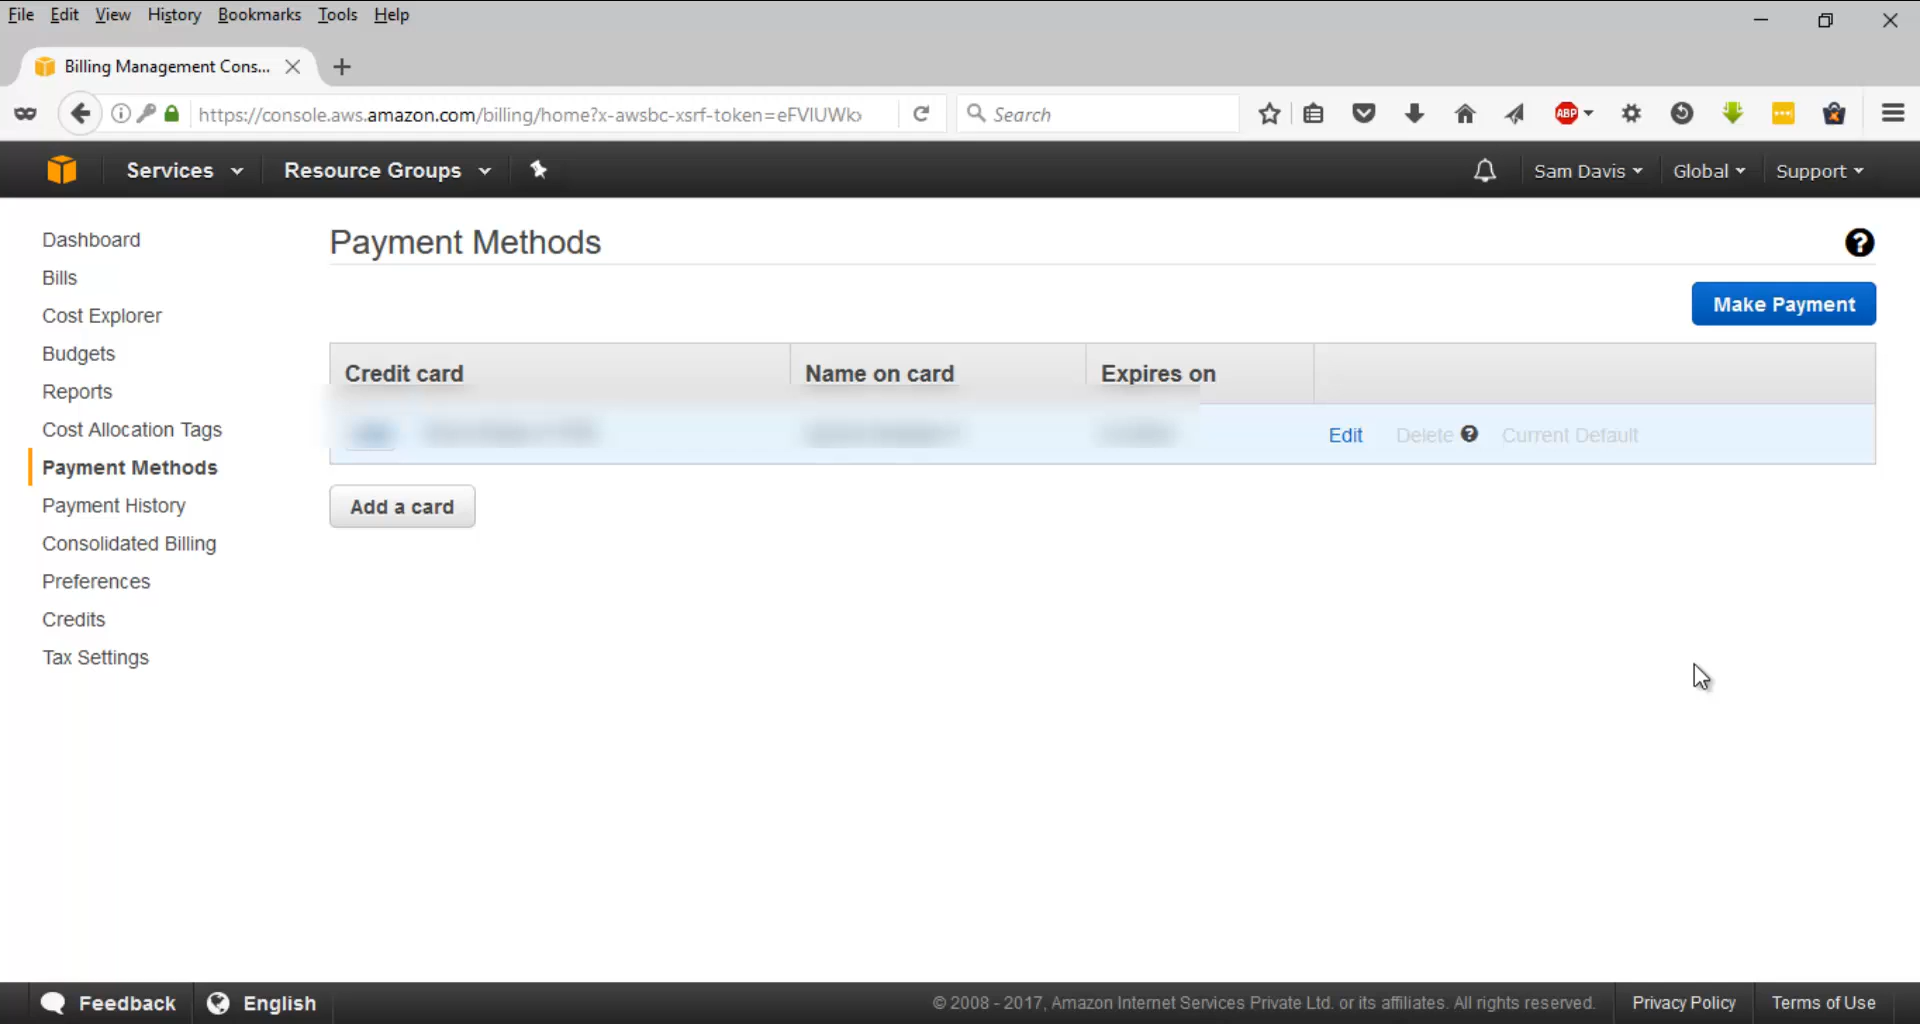 File Edit View History Bookmarks Tools Help
Billing Management Cons...
https://console.aws.amazon.com/billing/home?x-awsbc-xsrf-token=eFVIUWk
Search
ABP
Services Resource Groups Sam Davis Global Support
Dashboard
Bills
Cost Explorer
Budgets
Reports
Cost Allocation Tags
Payment Methods
Payment History
Consolidated Billing
Preferences
Credits
Tax Settings
Payment Methods
Make Payment
Credit card Name on card Expires on
Edit Delete Current Default
Add a card
Feedback English © 2008 - 2017, Amazon Internet Services Private Ltd. or its affiliates. All rights reserved. Privacy Policy Terms of Use